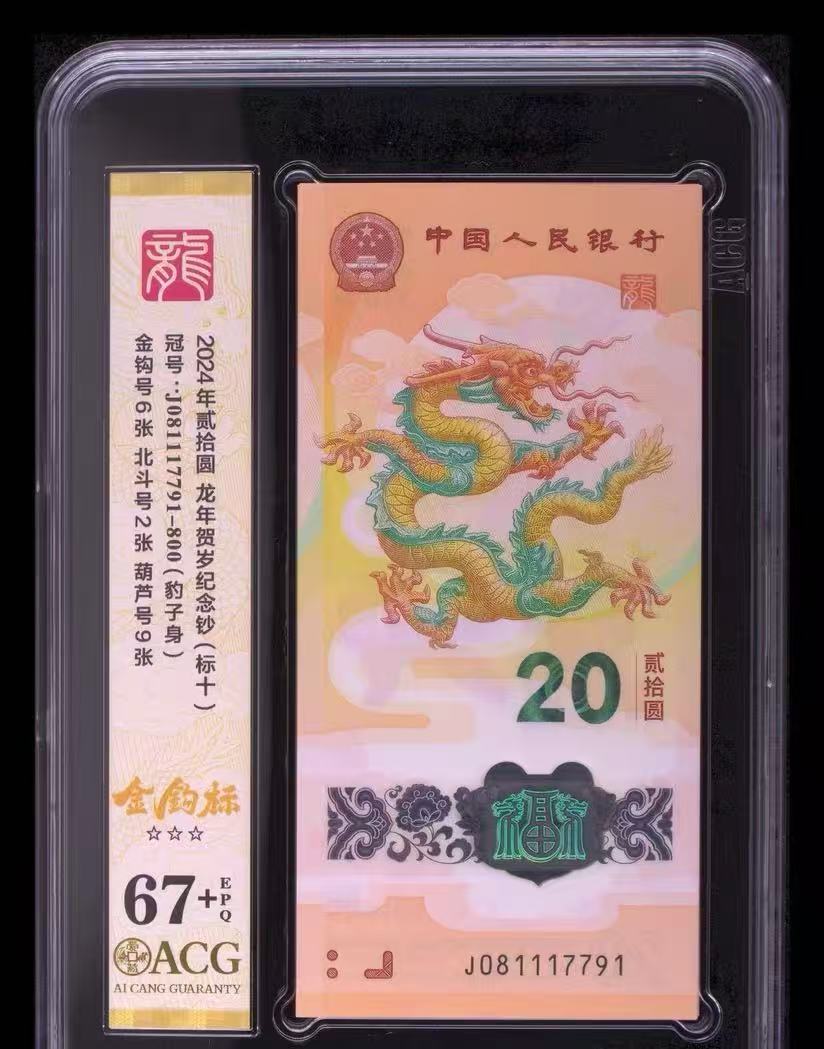 龍
2024年贰拾圆 龙年贺岁纪念钞(标十)
冠号:J081117791-800(豹子身)
金钩号6张 北斗号2张 葫芦号9张
金钩标
☆☆☆
67+EPQ
ACG
AI CANG GUARANTY
中国人民银行
龍
20
贰拾圆
福
J081117791
ACG